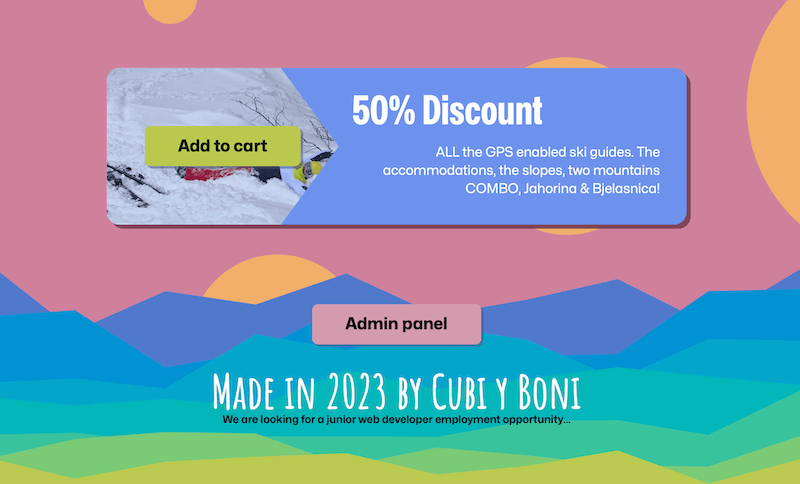 50% Discount
Add to cart
ALL the GPS enabled ski guides. The
accommodations, the slopes, two mountains
COMBO, Jahorina & Bjelasnica!
Admin panel
Made in 2023 by Cubi y Boni
We are looking for a junior web developer employment opportunity...